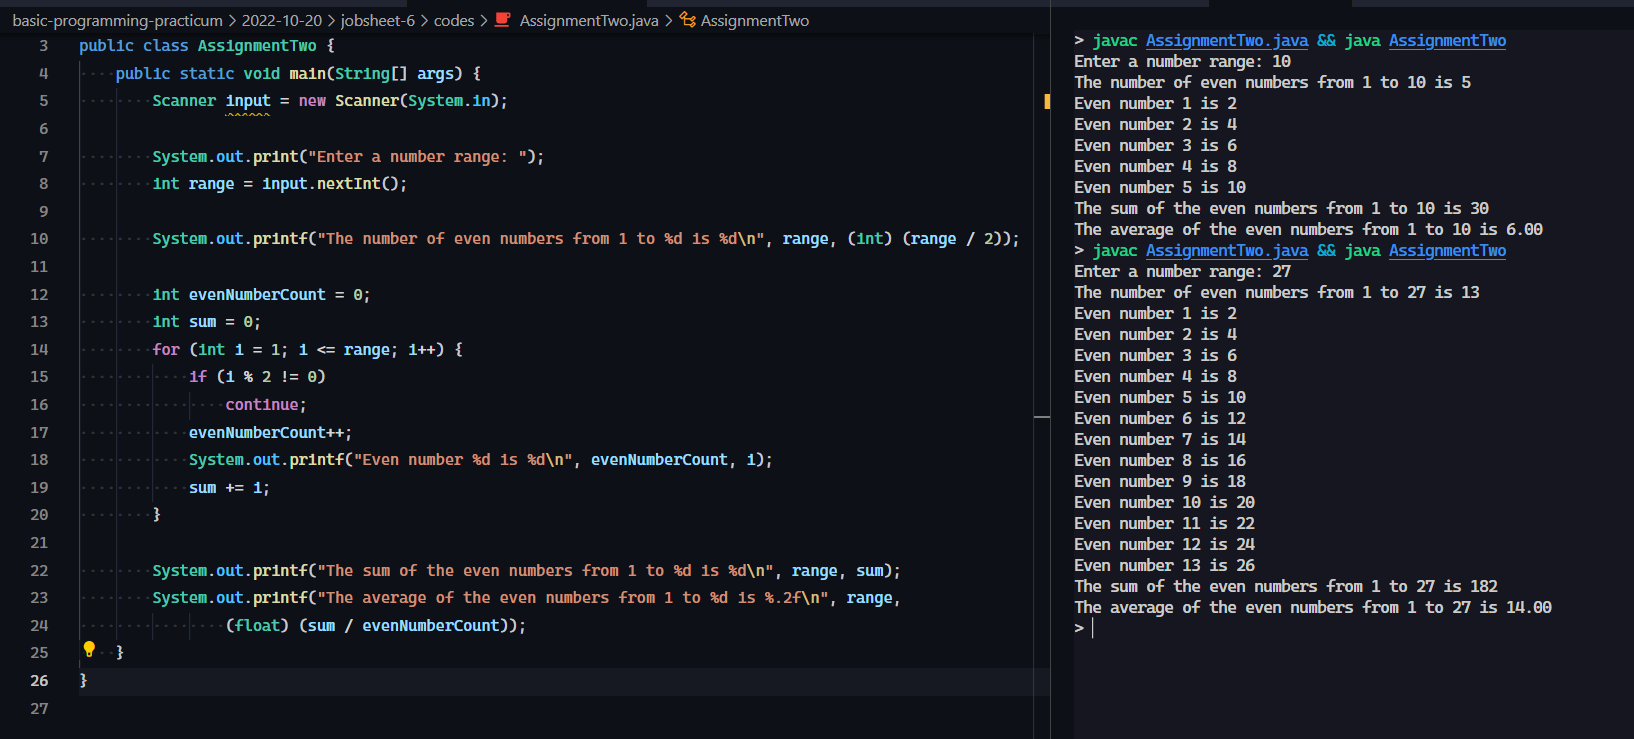 basic-programming-practicum > 2022-10-20 > jobsheet-6 > codes > AssignmentTwo.java > AssignmentTwo
3 public class AssignmentTwo {
4 public static void main(String[] args) {
5 Scanner input = new Scanner(System.in);
6
7 System.out.print("Enter a number range: ");
8 int range = input.nextInt();
9
10 System.out.printf("The number of even numbers from 1 to %d is %d\n", range, (int) (range / 2));
11
12 int evenNumberCount = 0;
13 int sum = 0;
14 for (int i = 1; i <= range; i++) {
15 if (i % 2 != 0)
16 continue;
17 evenNumberCount++;
18 System.out.printf("Even number %d is %d\n", evenNumberCount, i);
19 sum += i;
20 }
21
22 System.out.printf("The sum of the even numbers from 1 to %d is %d\n", range, sum);
23 System.out.printf("The average of the even numbers from 1 to %d is %.2f\n", range,
24 (float) (sum / evenNumberCount));
25 }
26 }
27
> javac AssignmentTwo.java && java AssignmentTwo
Enter a number range: 10
The number of even numbers from 1 to 10 is 5
Even number 1 is 2
Even number 2 is 4
Even number 3 is 6
Even number 4 is 8
Even number 5 is 10
The sum of the even numbers from 1 to 10 is 30
The average of the even numbers from 1 to 10 is 6.00
> javac AssignmentTwo.java && java AssignmentTwo
Enter a number range: 27
The number of even numbers from 1 to 27 is 13
Even number 1 is 2
Even number 2 is 4
Even number 3 is 6
Even number 4 is 8
Even number 5 is 10
Even number 6 is 12
Even number 7 is 14
Even number 8 is 16
Even number 9 is 18
Even number 10 is 20
Even number 11 is 22
Even number 12 is 24
Even number 13 is 26
The sum of the even numbers from 1 to 27 is 182
The average of the even numbers from 1 to 27 is 14.00
>